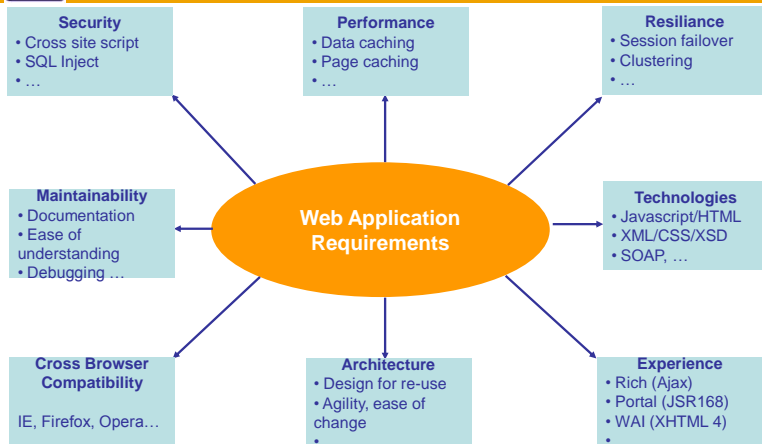 Security
• Cross site script
• SQL Inject
• …
Performance
• Data caching
• Page caching
• …
Resiliance
• Session failover
• Clustering
• …
Maintainability
• Documentation
• Ease of
understanding
• Debugging …
Web Application
Requirements
Technologies
• Javascript/HTML
• XML/CSS/XSD
• SOAP, …
Cross Browser
Compatibility
IE, Firefox, Opera…
Architecture
• Design for re-use
• Agility, ease of
change
•
Experience
• Rich (Ajax)
• Portal (JSR168)
• WAI (XHTML 4)
•